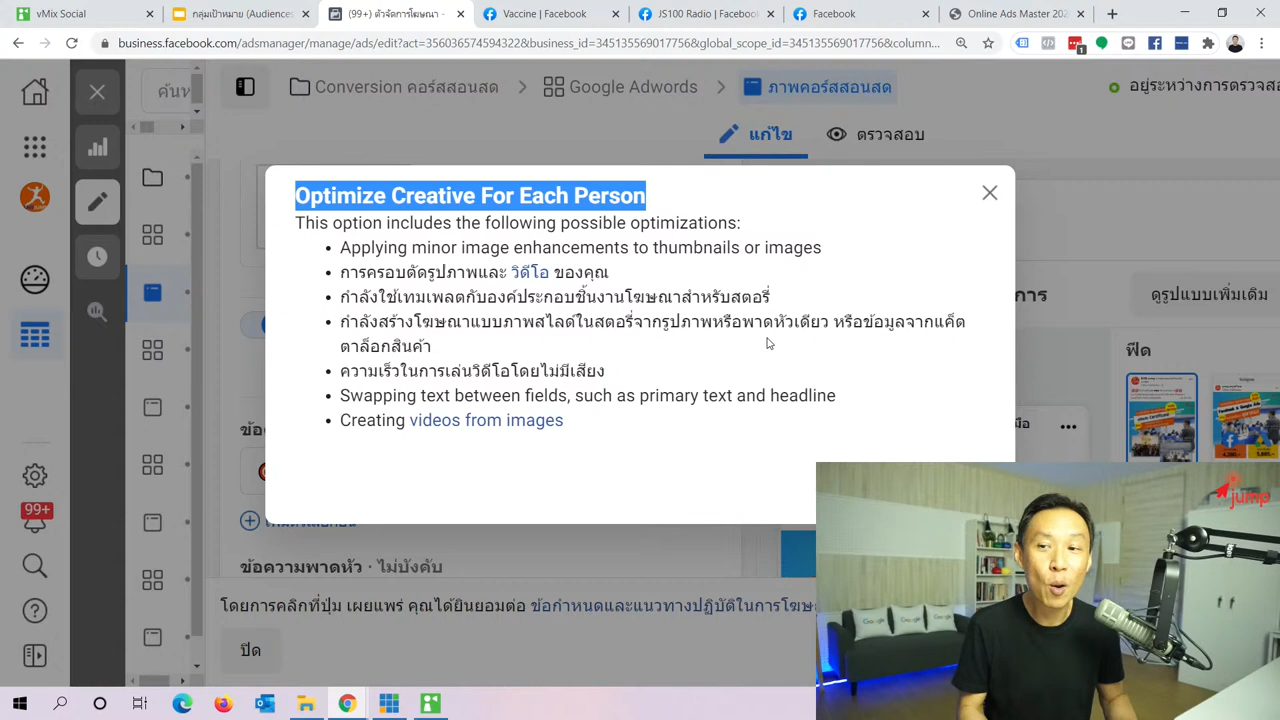 vMix Social
กลุ่มเป้าหมาย (Audiences
(99+) ตัวจัดการโฆษณา -
Vaccine | Facebook
JS100 Radio | Facebook
Facebook
Online Ads Master 202
business.facebook.com/adsmanager/manage/ads/edit?act=356036574594332&business_id=345135569017756&global_scope_id=345135569017756&column...
1
ค้นห
Conversion คอร์สสอนสด
Google Adwords
ภาพคอร์สสอนสด
อยู่ระหว่างการตรวจส
แก้ไข
ตรวจสอบ
Optimize Creative For Each Person
This option includes the following possible optimizations:
Applying minor image enhancements to thumbnails or images
การครอบตัดรูปภาพและ วิดีโอ ของคุณ
กำลังใช้เทมเพลตกับองค์ประกอบชิ้นงานโฆษณาสำหรับสตอรี่
กำลังสร้างโฆษณาแบบภาพสไลด์ในสตอรี่จากรูปภาพหรือพาดหัวเดียว หรือข้อมูลจากแค็ต
ตาล็อกสินค้า
ความเร็วในการเล่นวิดีโอโดยไม่มีเสียง
Swapping text between fields, such as primary text and headline
Creating videos from images
การ
ดูรูปแบบเพิ่มเติม
ฟีด
มือ
ข้อ
99+
ข้อความพาดหัว · ไม่บังคับ
โดยการคลิกที่ปุ่ม เผยแพร่ คุณได้ยินยอมต่อ ข้อกำหนดและแนวทางปฏิบัติในการโฆษ
ปิด
jump
Google
Google
Google